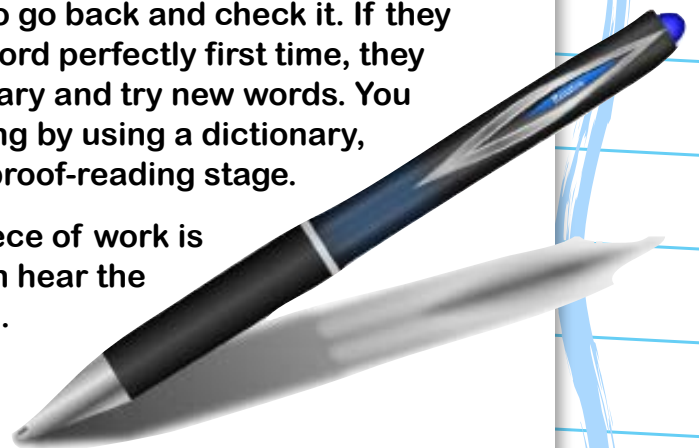 o go back and check it. If they
ord perfectly first time, they
ary and try new words. You
ng by using a dictionary,
proof-reading stage.
ece of work is
n hear the
.